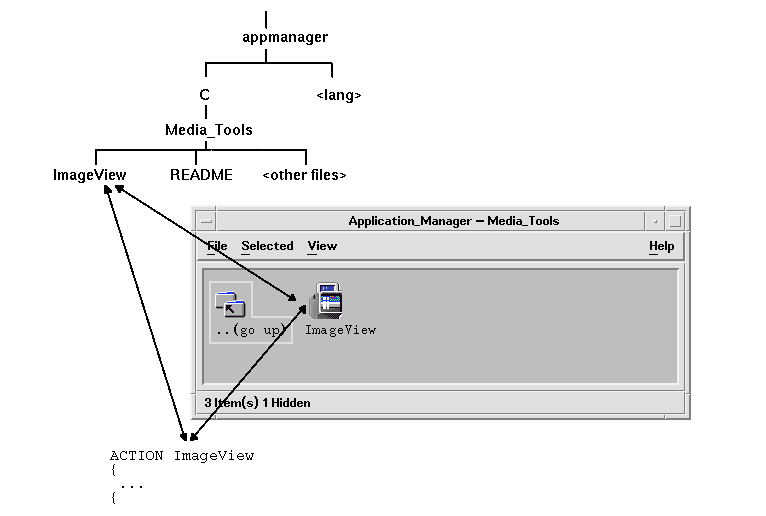 appmanager
C <lang>
Media_Tools
ImageView README <other files>
Application_Manager – Media_Tools
File Selected View Help
..(go up) ImageView
3 Item(s) 1 Hidden
ACTION ImageView
{
...
{